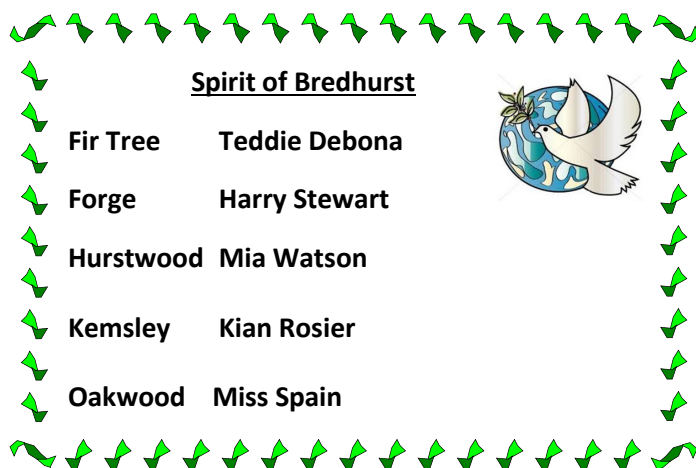 Spirit of Bredhurst
Fir Tree Teddie Debona
Forge Harry Stewart
Hurstwood Mia Watson
Kemsley Kian Rosier
Oakwood Miss Spain